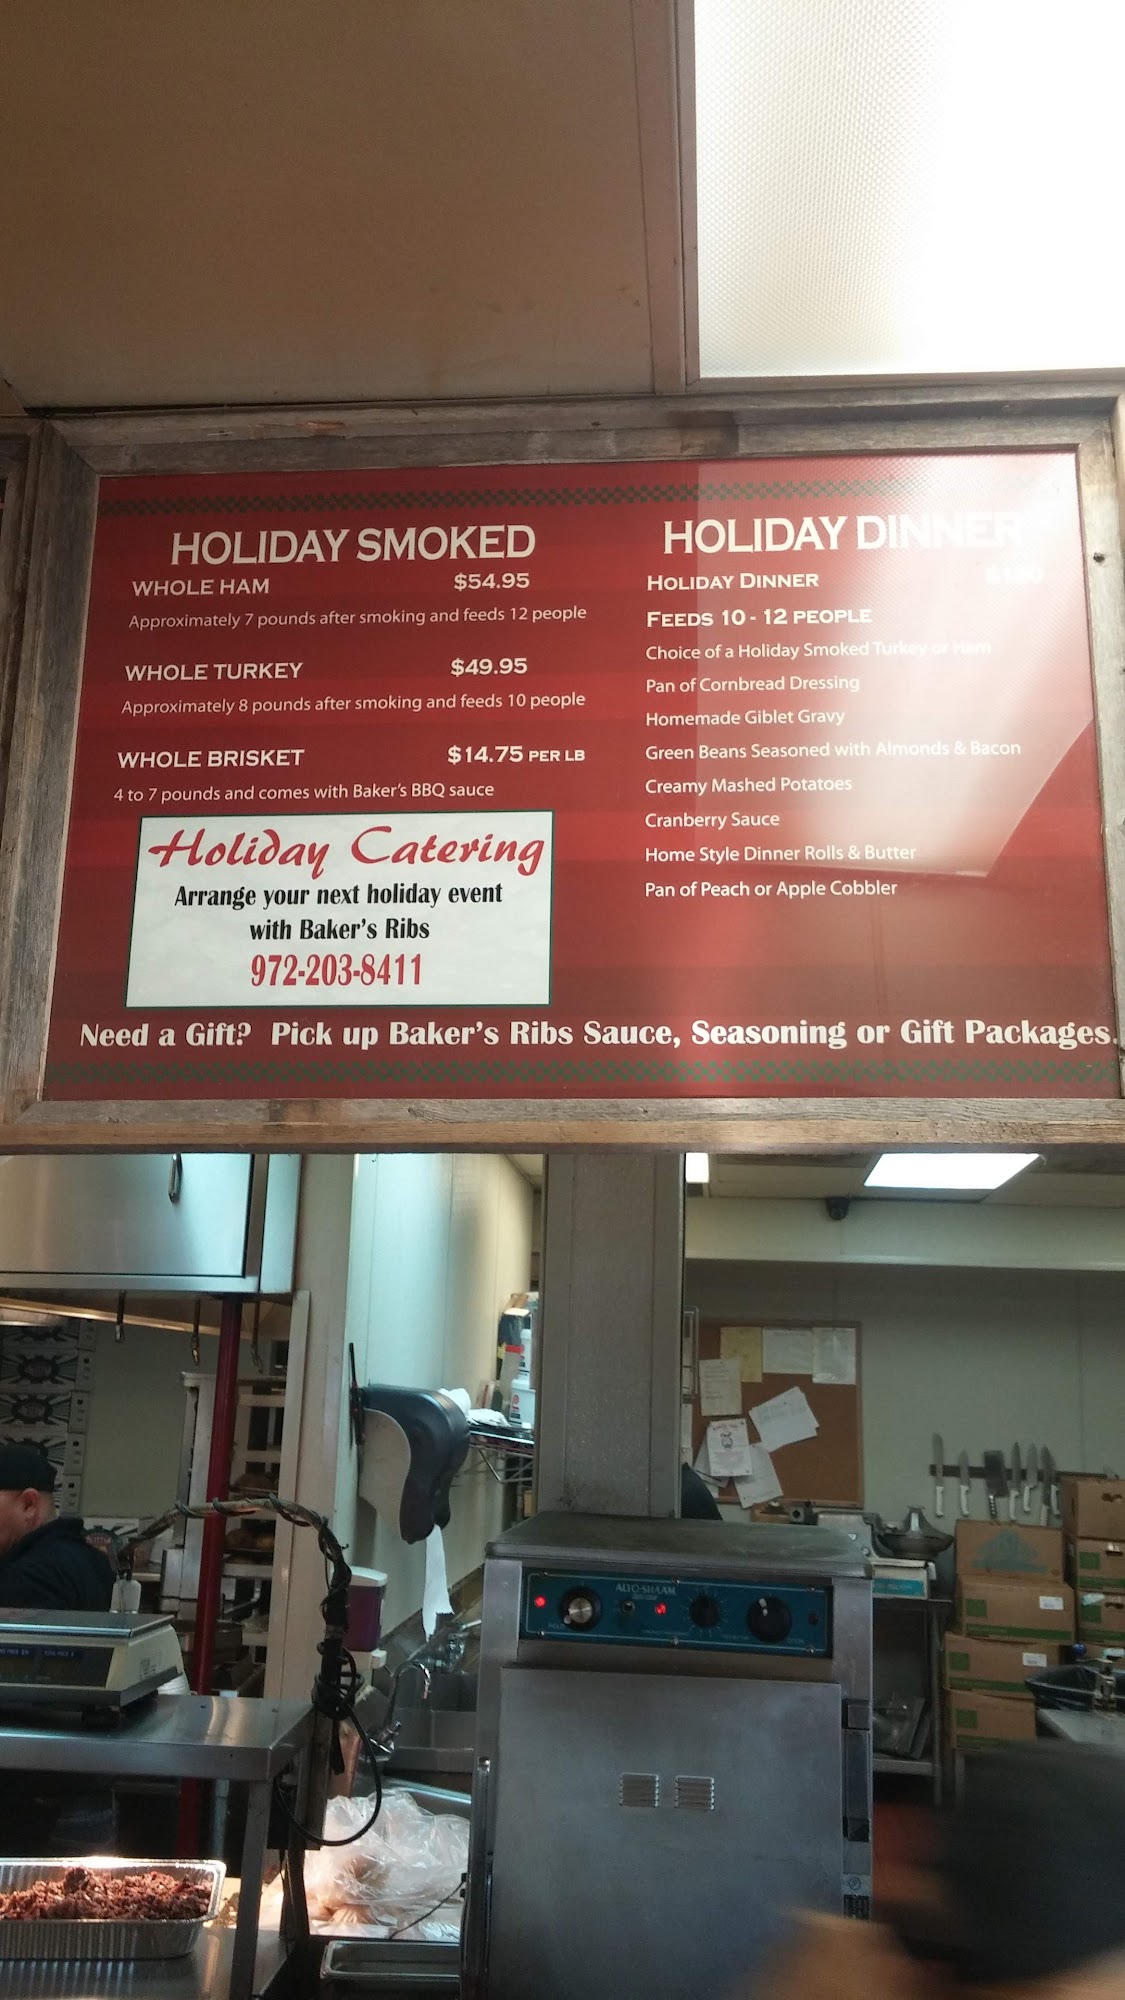 HOLIDAY SMOKED
WHOLE HAM $54.95
Approximately 7 pounds after smoking and feeds 12 people
WHOLE TURKEY $49.95
Approximately 8 pounds after smoking and feeds 10 people
WHOLE BRISKET $14.75 PER LB
4 to 7 pounds and comes with Baker's BBQ sauce
Holiday Catering
Arrange your next holiday event
with Baker's Ribs
972-203-8411
HOLIDAY DINNER
HOLIDAY DINNER
FEEDS 10 - 12 PEOPLE
Choice of a Holiday Smoked Turkey or Ham
Pan of Cornbread Dressing
Homemade Giblet Gravy
Green Beans Seasoned with Almonds & Bacon
Creamy Mashed Potatoes
Cranberry Sauce
Home Style Dinner Rolls & Butter
Pan of Peach or Apple Cobbler
Need a Gift? Pick up Baker's Ribs Sauce, Seasoning or Gift Packages.
ALTO-SHAAM